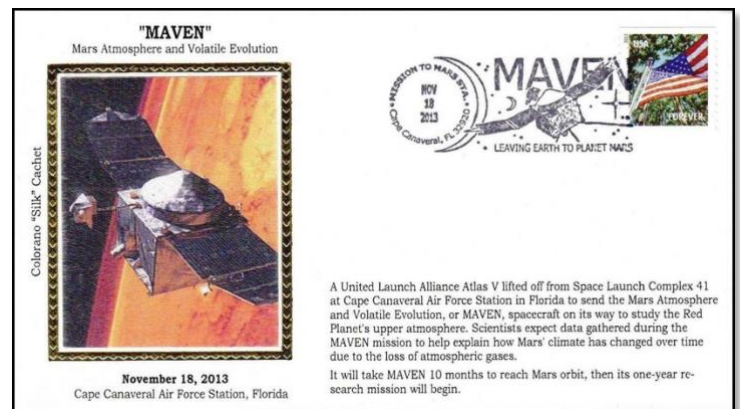 "MAVEN"
Mars Atmosphere and Volatile Evolution
Colorano "Silk" Cachet
November 18, 2013
Cape Canaveral Air Force Station, Florida
MISSION TO MARS STA.
NOV
18
2013
Cape Canaveral, FL 32920
MAVEN
LEAVING EARTH TO PLANET MARS
USA
FOREVER
A United Launch Alliance Atlas V lifted off from Space Launch Complex 41
at Cape Canaveral Air Force Station in Florida to send the Mars Atmosphere
and Volatile Evolution, or MAVEN, spacecraft on its way to study the Red
Planet's upper atmosphere. Scientists expect data gathered during the
MAVEN mission to help explain how Mars' climate has changed over time
due to the loss of atmospheric gases.
It will take MAVEN 10 months to reach Mars orbit, then its one-year re-
search mission will begin.